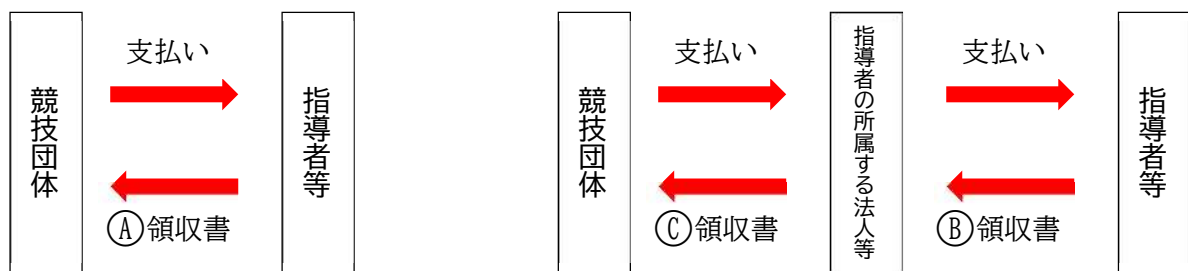 競技団体
支払い
Ⓐ領収書
指導者等
競技団体
支払い
Ⓒ領収書
指導者の所属する法人等
支払い
Ⓑ領収書
指導者等